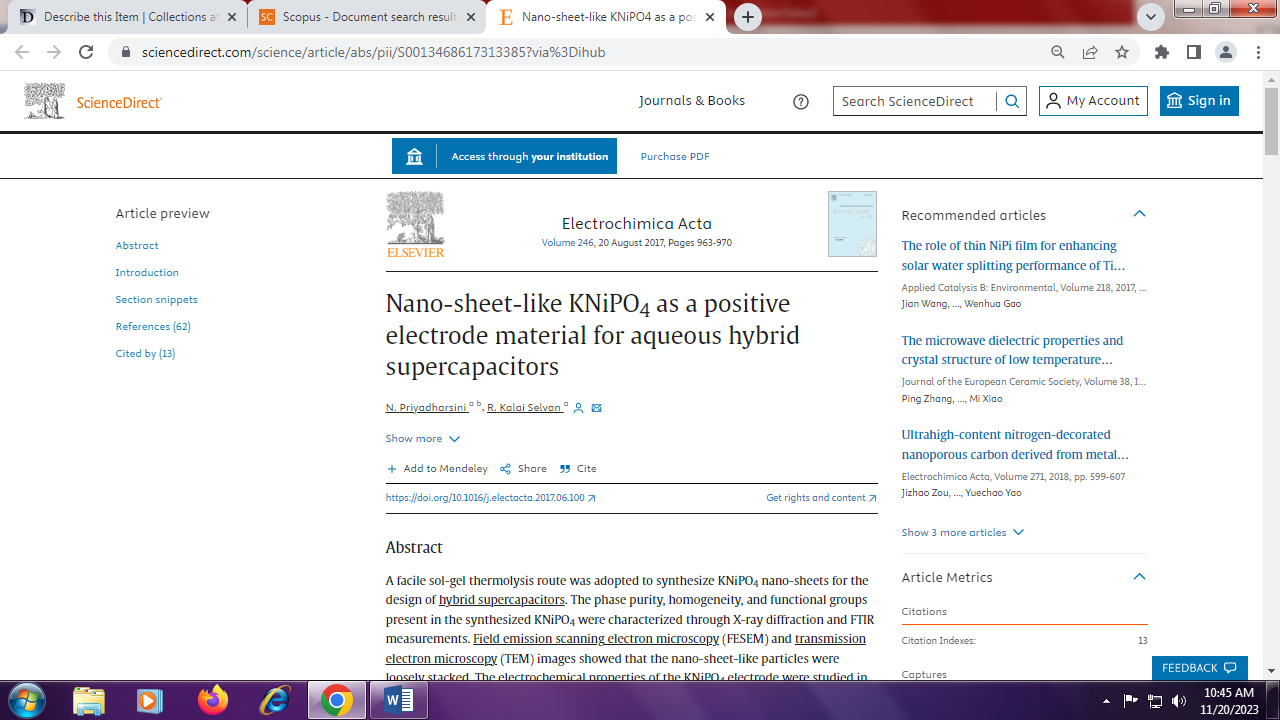 Describe this Item | Collections at
Scopus - Document search result
Nano-sheet-like KNiPO4 as a pos
sciencedirect.com/science/article/abs/pii/S0013468617313385?via%3Dihub
ScienceDirect
Journals & Books
Search ScienceDirect
My Account
Sign in
Access through your institution
Purchase PDF
Article preview
Abstract
Introduction
Section snippets
References (62)
Cited by (13)
ELSEVIER
Electrochimica Acta
Volume 246, 20 August 2017, Pages 963-970
Nano-sheet-like KNiPO4 as a positive
electrode material for aqueous hybrid
supercapacitors
N. Priyadharsini a b, R. Kalai Selvan a
Show more
Add to Mendeley
Share
Cite
https://doi.org/10.1016/j.electacta.2017.06.100
Get rights and content
Abstract
A facile sol-gel thermolysis route was adopted to synthesize KNiPO4 nano-sheets for the
design of hybrid supercapacitors. The phase purity, homogeneity, and functional groups
present in the synthesized KNiPO4 were characterized through X-ray diffraction and FTIR
measurements. Field emission scanning electron microscopy (FESEM) and transmission
electron microscopy (TEM) images showed that the nano-sheet-like particles were
loosely stacked. The electrochemical properties of the KNiPO4 electrode were studied in
Recommended articles
The role of thin NiPi film for enhancing
solar water splitting performance of Ti…
Applied Catalysis B: Environmental, Volume 218, 2017, ...
Jian Wang, …, Wenhua Gao
The microwave dielectric properties and
crystal structure of low temperature…
Journal of the European Ceramic Society, Volume 38, I...
Ping Zhang, …, Mi Xiao
Ultrahigh-content nitrogen-decorated
nanoporous carbon derived from metal…
Electrochimica Acta, Volume 271, 2018, pp. 599-607
Jizhao Zou, …, Yuechao Yao
Show 3 more articles
Article Metrics
Citations
Citation Indexes:
13
Captures
FEEDBACK
10:45 AM
11/20/2023